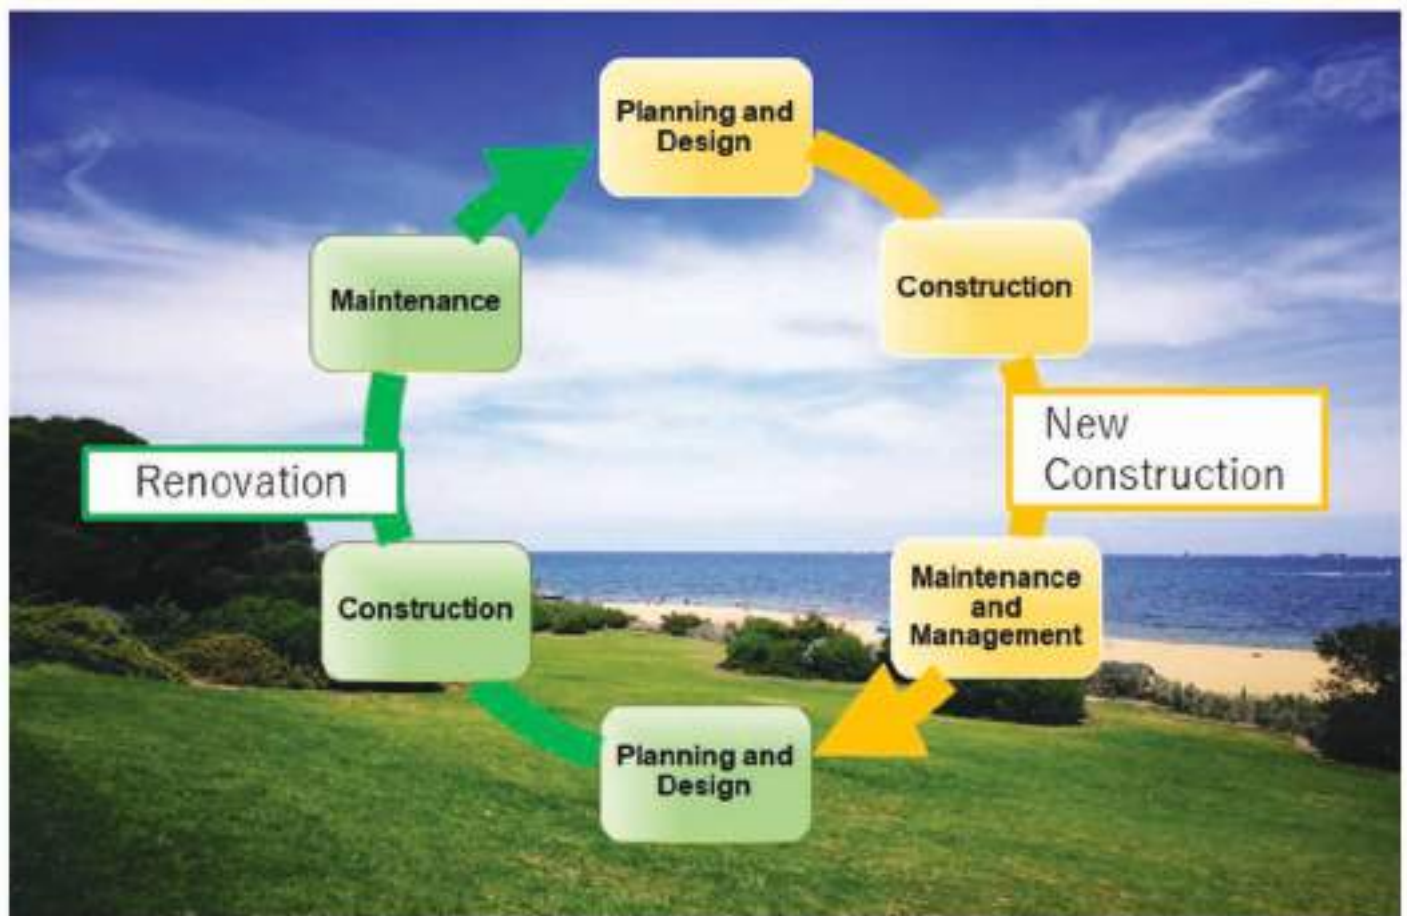 Planning and
Design
Construction
New
Construction
Maintenance
and
Management
Planning and
Design
Construction
Renovation
Maintenance